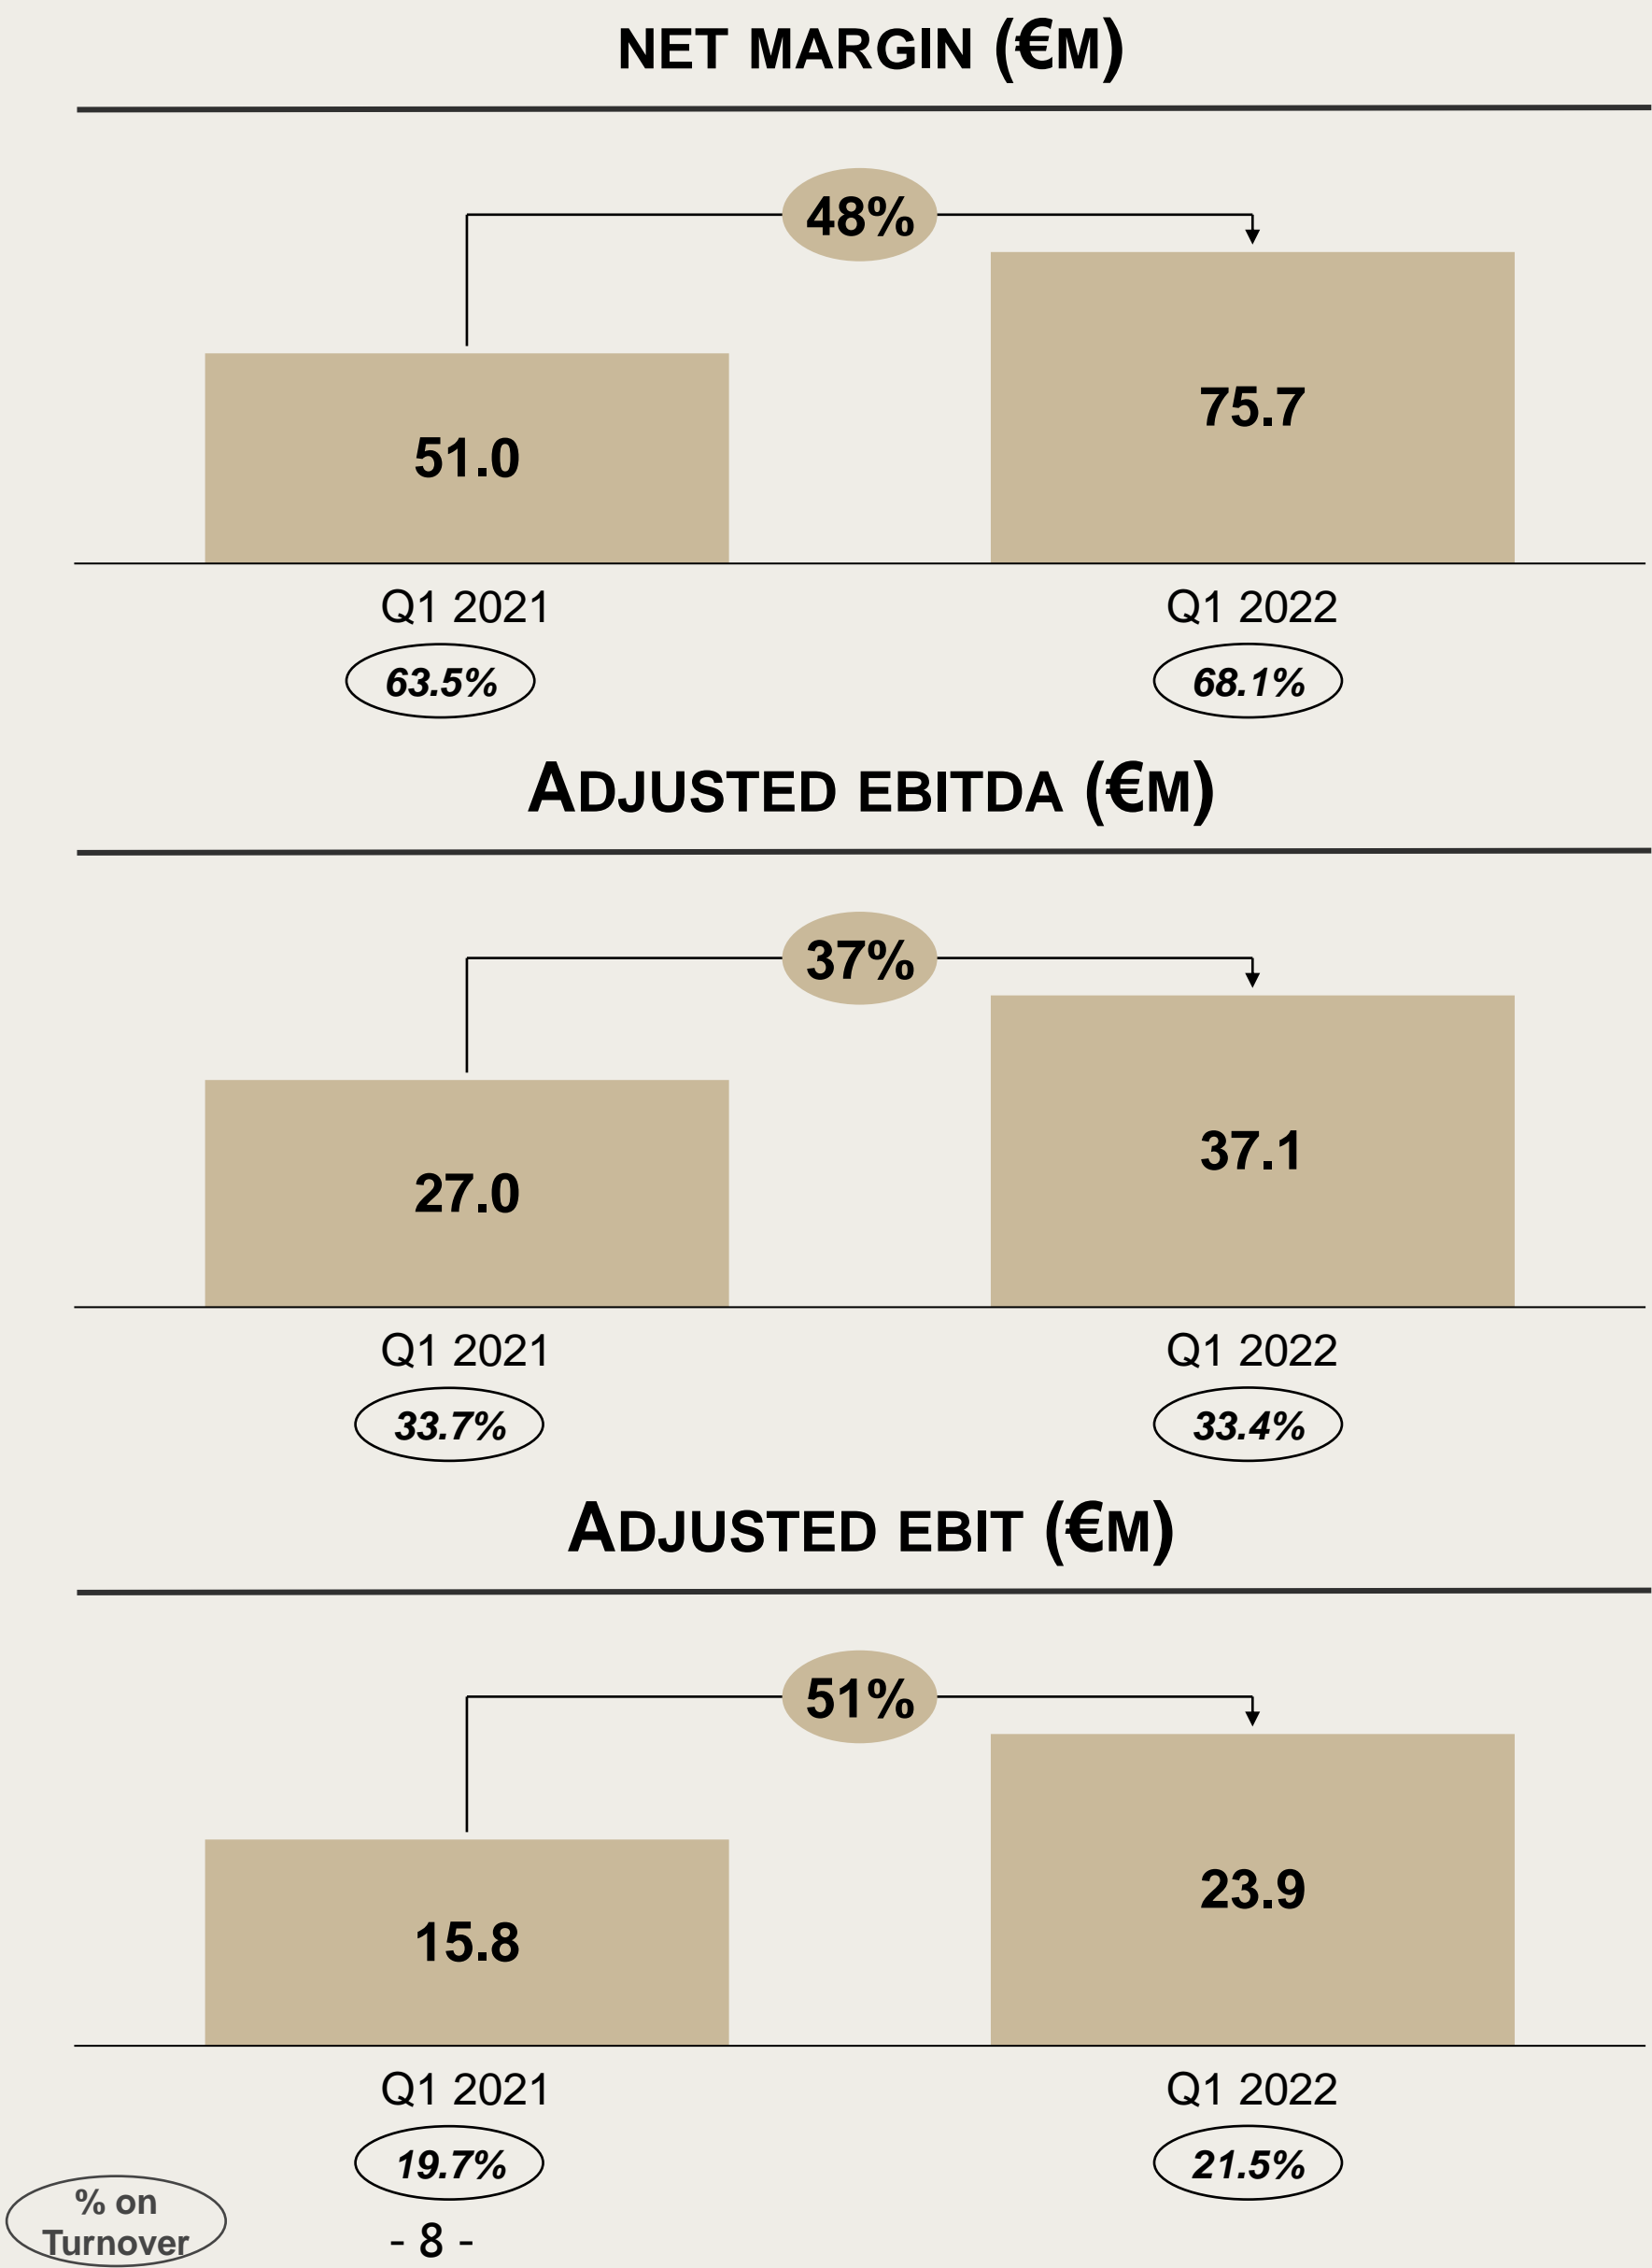 NET MARGIN (€M)
48%
51.0
75.7
Q1 2021
Q1 2022
63.5%
68.1%
ADJUSTED EBITDA (€M)
37%
27.0
37.1
Q1 2021
Q1 2022
33.7%
33.4%
ADJUSTED EBIT (€M)
51%
15.8
23.9
Q1 2021
Q1 2022
19.7%
21.5%
% on
Turnover
- 8 -